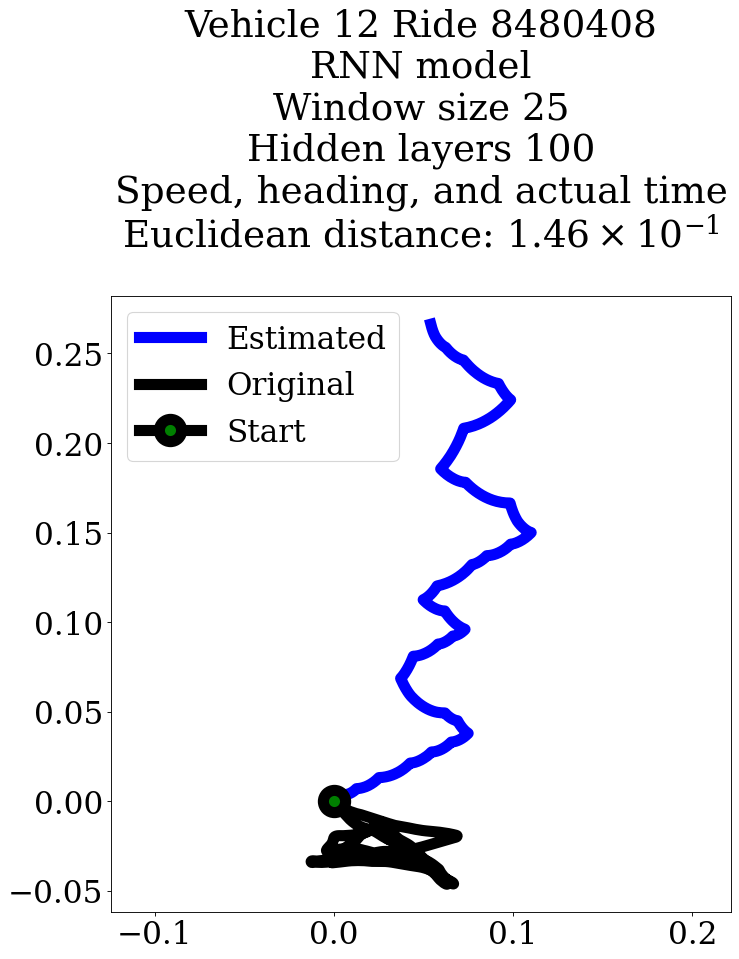 Vehicle 12 Ride 8480408
RNN model
Window size 25
Hidden layers 100
Speed, heading, and actual time
Euclidean distance: 1.46 × 10⁻¹
Estimated
Original
Start
0.25
0.20
0.15
0.10
0.05
0.00
−0.05
−0.1
0.0
0.1
0.2